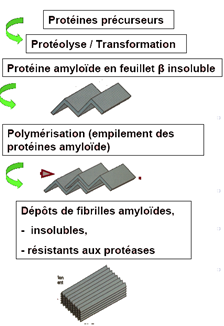 Protéines précurseurs
Protéolyse / Transformation
Protéine amyloïde en feuillet β insoluble
Polymérisation (empilement des
protéines amyloïde)
Dépôts de fibrilles amyloïdes,
- insolubles,
- résistants aux protéases